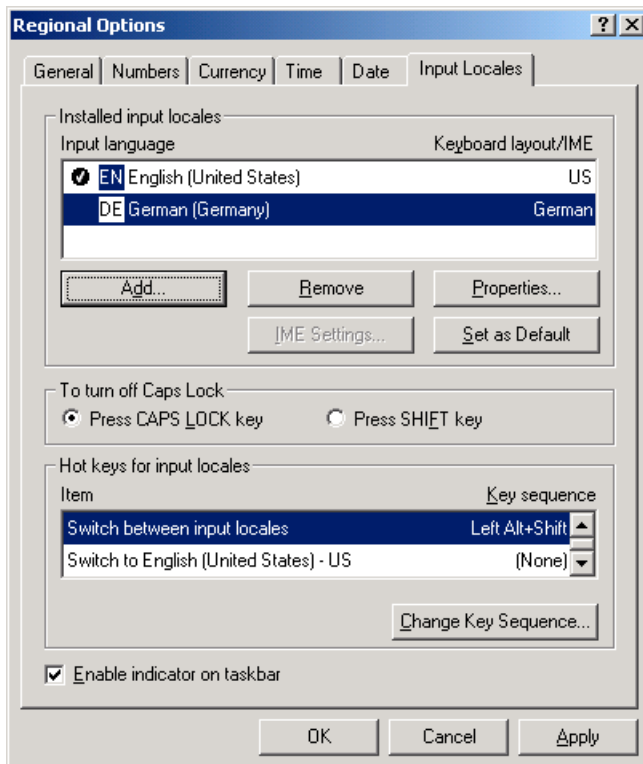 Regional Options
General Numbers Currency Time Date Input Locales
Installed input locales
Input language Keyboard layout/IME
EN English (United States) US
DE German (Germany) German
Add... Remove Properties...
IME Settings... Set as Default
To turn off Caps Lock
Press CAPS LOCK key Press SHIFT key
Hot keys for input locales
Item Key sequence
Switch between input locales Left Alt+Shift
Switch to English (United States) - US (None)
Change Key Sequence...
Enable indicator on taskbar
OK Cancel Apply